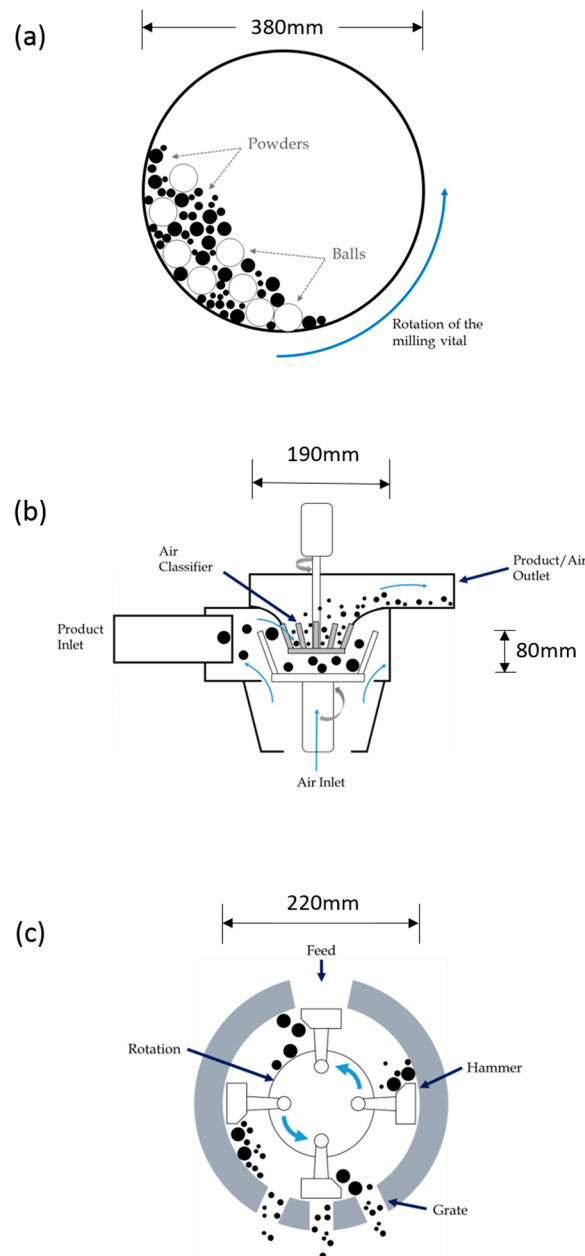 (a)
380mm
Powders
Balls
Rotation of the
milling vital
190mm
(b)
Air
Classifier
Product/Air
Outlet
Product
Inlet
80mm
Air Inlet
220mm
(c)
Feed
Rotation
Hammer
Grate